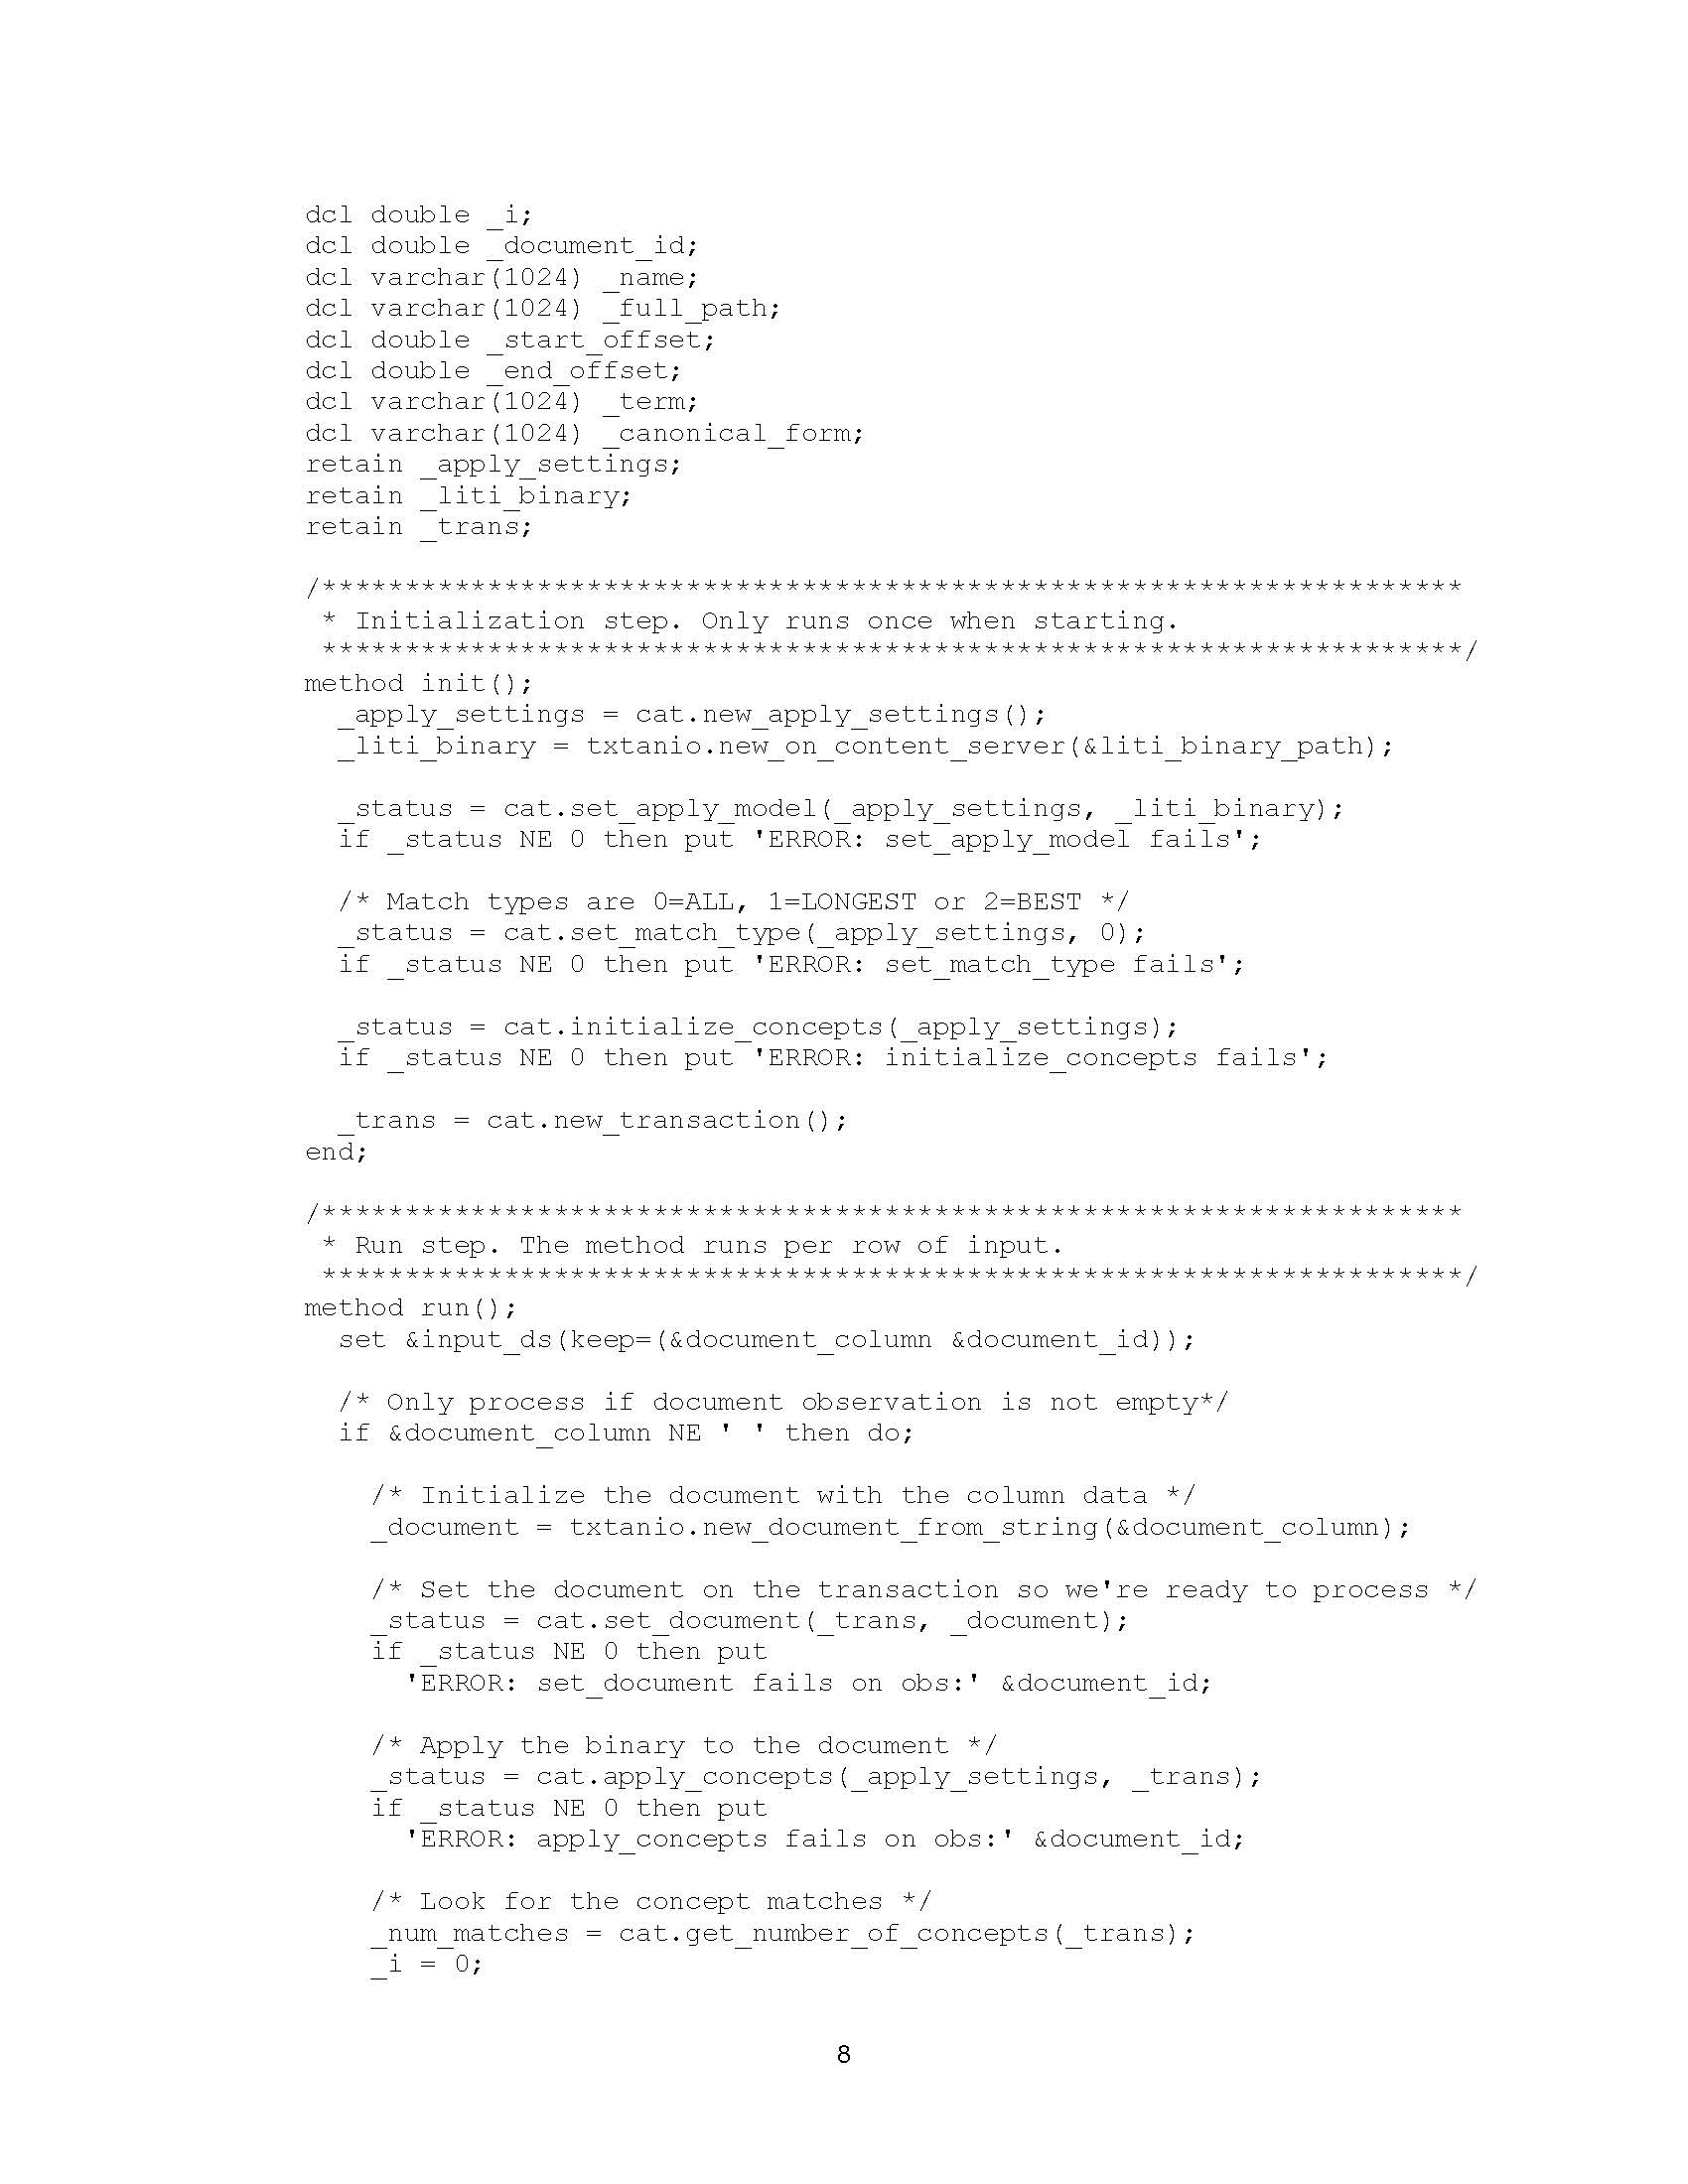 dcl double _i;
dcl double _document_id;
dcl varchar(1024) _name;
dcl varchar(1024) _full_path;
dcl double _start_offset;
dcl double _end_offset;
dcl varchar(1024) _term;
dcl varchar(1024) _canonical_form;
retain _apply_settings;
retain _liti_binary;
retain _trans;
/*********************************************************************
 * Initialization step. Only runs once when starting.
 *********************************************************************/
method init();
  _apply_settings = cat.new_apply_settings();
  _liti_binary = txtanio.new_on_content_server(&liti_binary_path);
  _status = cat.set_apply_model(_apply_settings, _liti_binary);
  if _status NE 0 then put 'ERROR: set_apply_model fails';
  /* Match types are 0=ALL, 1=LONGEST or 2=BEST */
  _status = cat.set_match_type(_apply_settings, 0);
  if _status NE 0 then put 'ERROR: set_match_type fails';
  _status = cat.initialize_concepts(_apply_settings);
  if _status NE 0 then put 'ERROR: initialize_concepts fails';
  _trans = cat.new_transaction();
end;
/*********************************************************************
 * Run step. The method runs per row of input.
 *********************************************************************/
method run();
  set &input_ds(keep=(&document_column &document_id));
  /* Only process if document observation is not empty*/
  if &document_column NE ' ' then do;
    /* Initialize the document with the column data */
    _document = txtanio.new_document_from_string(&document_column);
    /* Set the document on the transaction so we're ready to process */
    _status = cat.set_document(_trans, _document);
    if _status NE 0 then put
      'ERROR: set_document fails on obs:' &document_id;
    /* Apply the binary to the document */
    _status = cat.apply_concepts(_apply_settings, _trans);
    if _status NE 0 then put
      'ERROR: apply_concepts fails on obs:' &document_id;
    /* Look for the concept matches */
    _num_matches = cat.get_number_of_concepts(_trans);
    _i = 0;
8